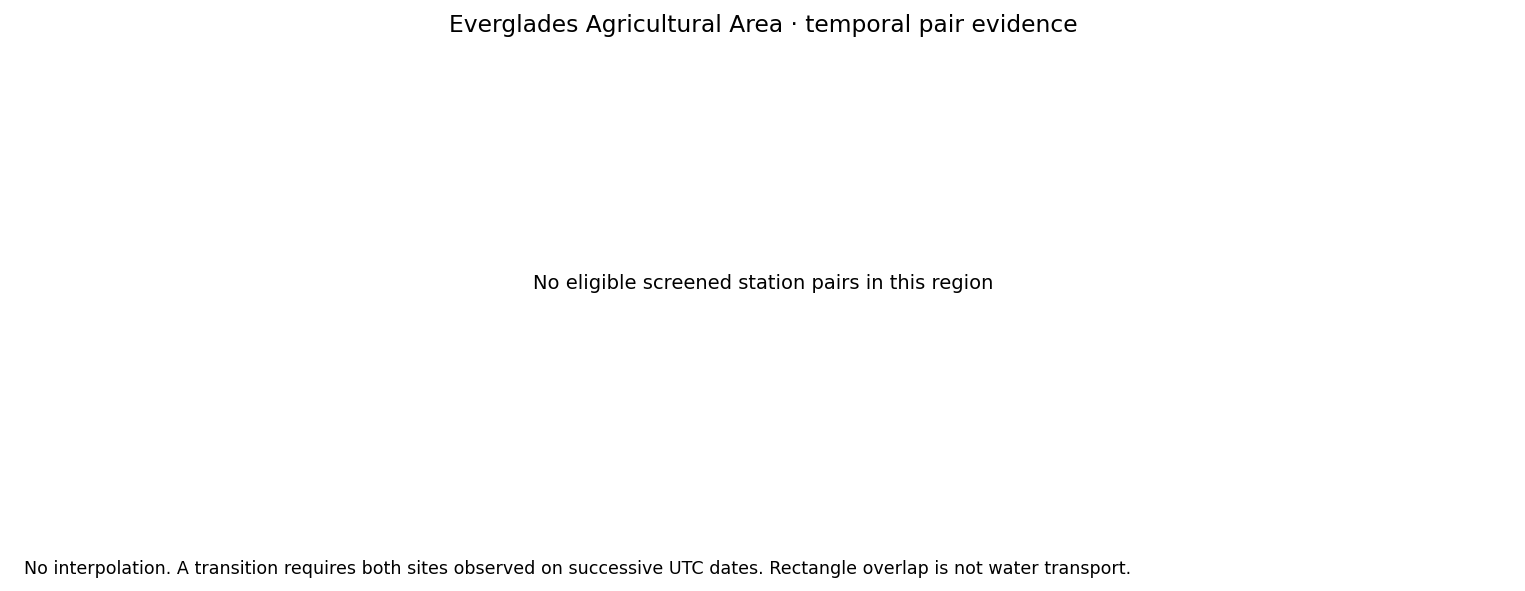 Everglades Agricultural Area · temporal pair evidence
No eligible screened station pairs in this region
No interpolation. A transition requires both sites observed on successive UTC dates. Rectangle overlap is not water transport.